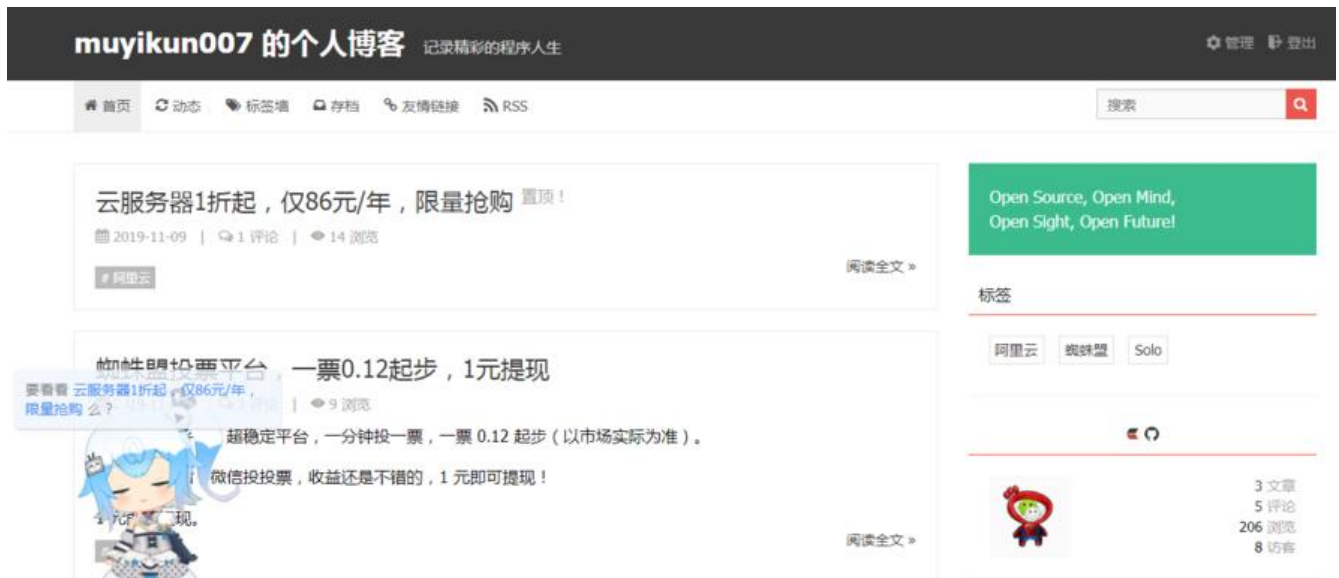 muyikun007 的个人博客 记录精彩的程序人生
管理 登出
首页 动态 标签墙 存档 友情链接 RSS
搜索
云服务器1折起，仅86元/年，限量抢购 置顶！
2019-11-09 | 1 评论 | 14 浏览
# 阿里云
阅读全文 »
蜘蛛盟投票平台，一票0.12起步，1元提现
| 9 浏览
超稳定平台，一分钟投一票，一票 0.12 起步（以市场实际为准）。
微信投投票，收益还是不错的，1 元即可提现！
现。
阅读全文 »
要看看 云服务器1折起，仅86元/年，
限量抢购 么？
Open Source, Open Mind,
Open Sight, Open Future!
标签
阿里云 蜘蛛盟 Solo
3 文章
5 评论
206 浏览
8 访客